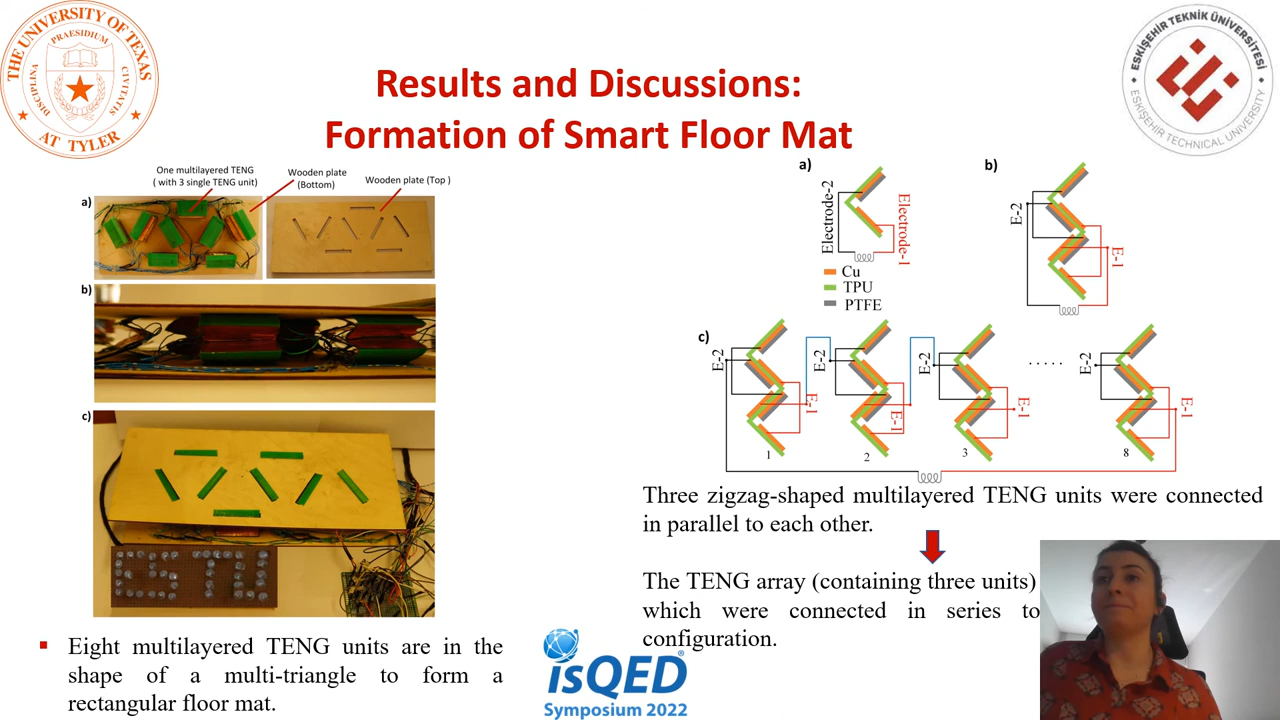 THE UNIVERSITY OF TEXAS
PRAESIDIUM
DISCIPLINA
CIVITATIS
AT TYLER
ESKİŞEHİR TEKNİK ÜNİVERSİTESİ
ESKİŞEHİR TECHNICAL UNIVERSITY
Results and Discussions:
Formation of Smart Floor Mat
One multilayered TENG
( with 3 single TENG unit)
Wooden plate
(Bottom)
Wooden plate (Top )
a)
b)
c)
ESTU
Eight multilayered TENG units are in the
shape of a multi-triangle to form a
rectangular floor mat.
a)
Electrode-2
Electrode-1
Cu
TPU
PTFE
b)
E-2
E-1
c)
E-2
E-1
1
E-2
E-1
2
E-2
E-1
3
. . . . .
E-2
E-1
8
Three zigzag-shaped multilayered TENG units were connected
in parallel to each other.
The TENG array (containing three units)
which were connected in series to
configuration.
isQED®
Symposium 2022